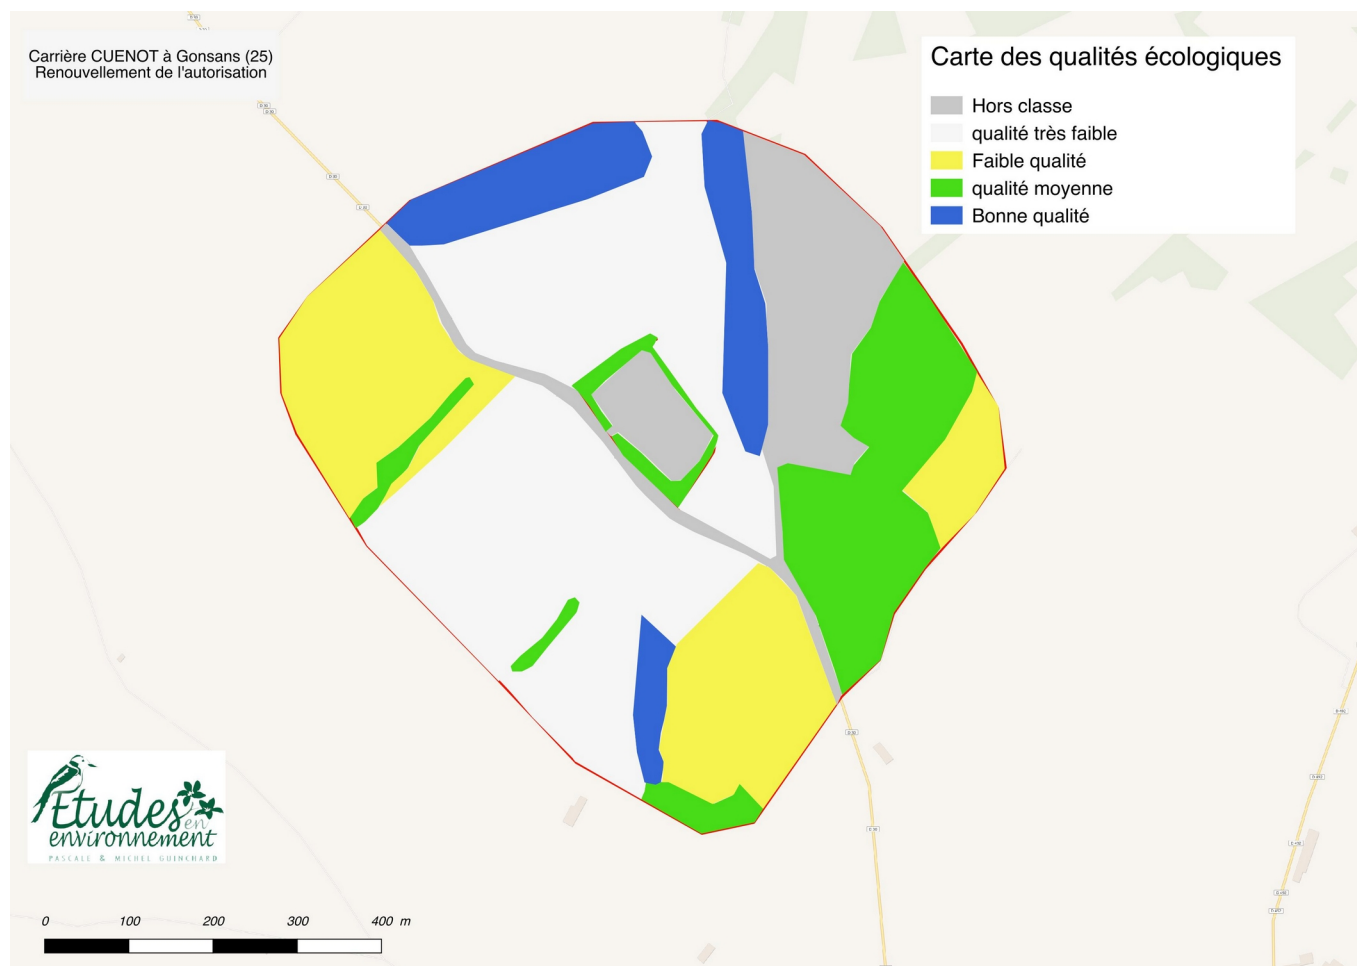 Carrière CUENOT à Gonsans (25)
Renouvellement de l'autorisation
Carte des qualités écologiques
Hors classe
qualité très faible
Faible qualité
qualité moyenne
Bonne qualité
Études
en
environnement
PASCALE & MICHEL GUINCHARD
0 100 200 300 400 m